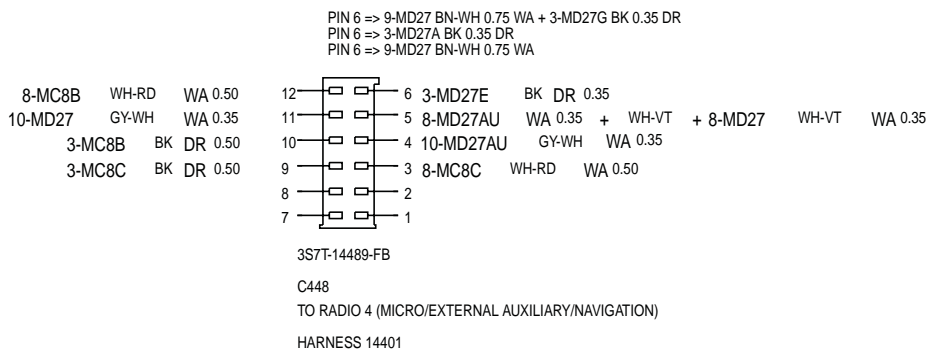 PIN 6 => 9-MD27 BN-WH 0.75 WA + 3-MD27G BK 0.35 DR
PIN 6 => 3-MD27A BK 0.35 DR
PIN 6 => 9-MD27 BN-WH 0.75 WA
8-MC8B WH-RD WA 0.50 12 6 3-MD27E BK DR 0.35
10-MD27 GY-WH WA 0.35 11 5 8-MD27AU WA 0.35 + WH-VT + 8-MD27 WH-VT WA 0.35
3-MC8B BK DR 0.50 10 4 10-MD27AU GY-WH WA 0.35
3-MC8C BK DR 0.50 9 3 8-MC8C WH-RD WA 0.50
8 2
7 1
3S7T-14489-FB
C448
TO RADIO 4 (MICRO/EXTERNAL AUXILIARY/NAVIGATION)
HARNESS 14401